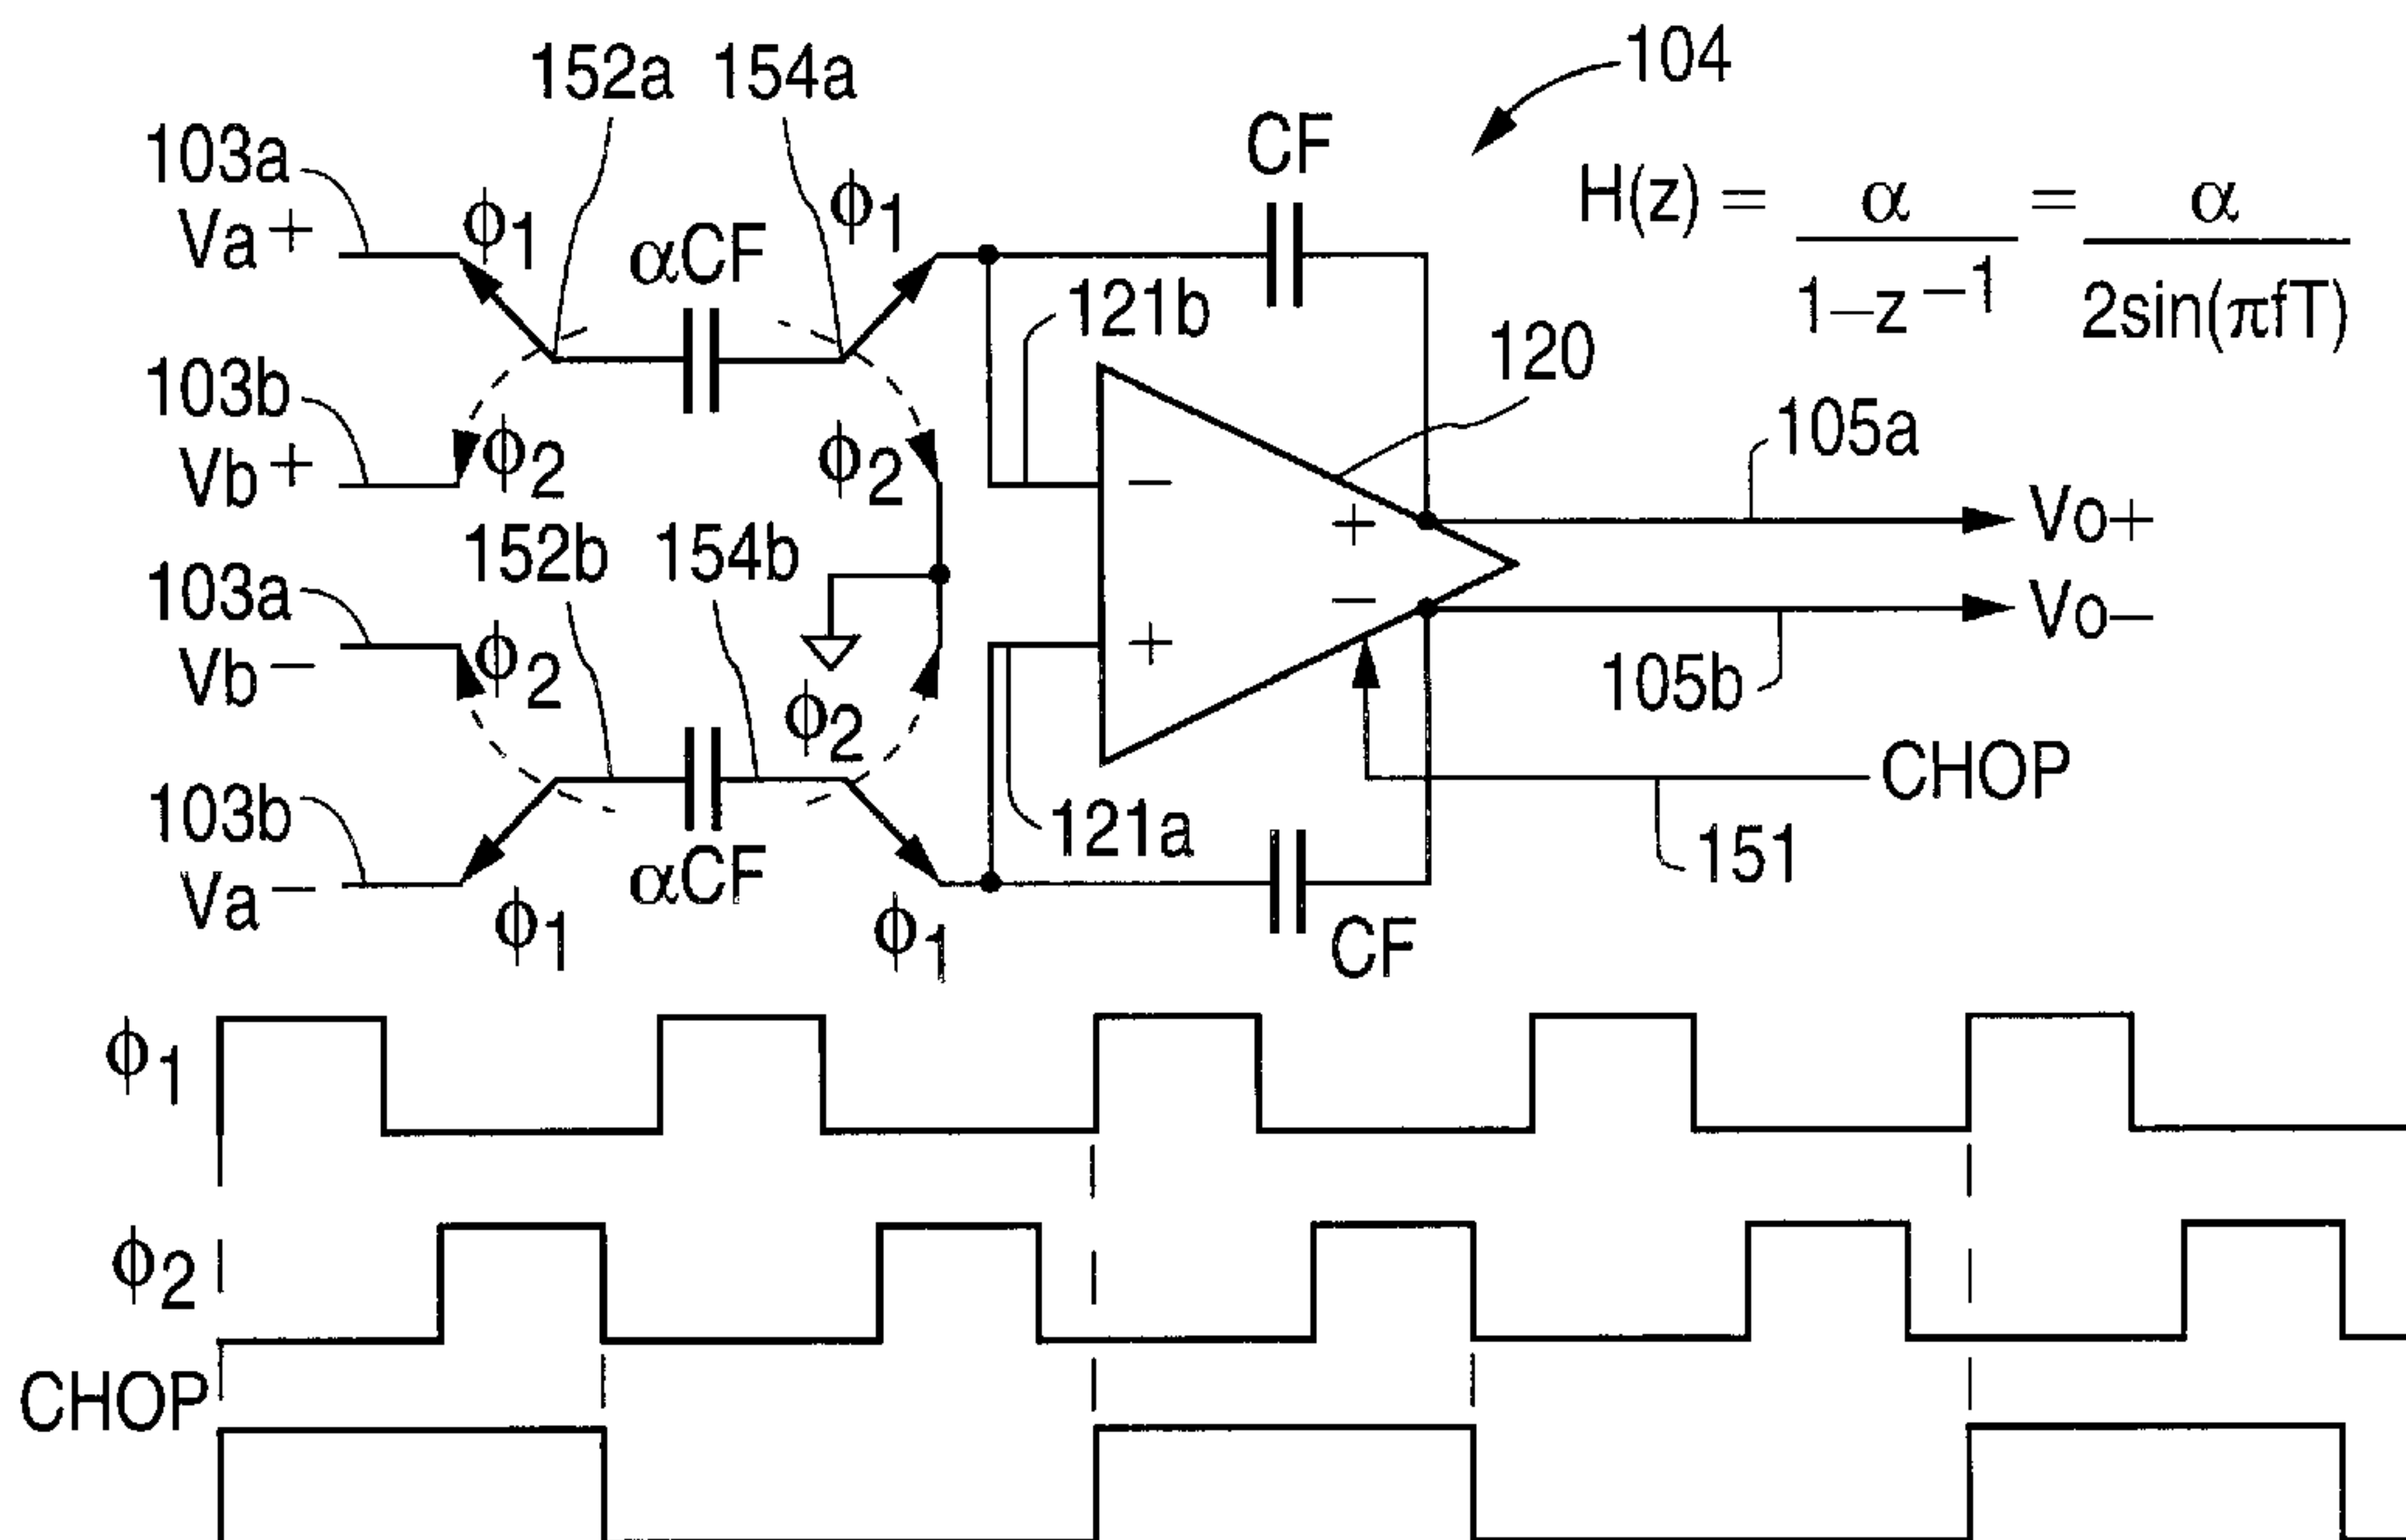 152a 154a
104
103a
Va+
ϕ1
αCF
ϕ1
CF
H(z) = α / 1–z –1 = α / 2sin(πfT)
121b
120
103b
Vb+
ϕ2
ϕ2
105a
Vo+
152b 154b
103a
Vb–
ϕ2
ϕ2
–
+
+
–
Vo–
105b
CHOP
151
103b
Va–
ϕ1
αCF
ϕ1
121a
CF
ϕ1
ϕ2
CHOP